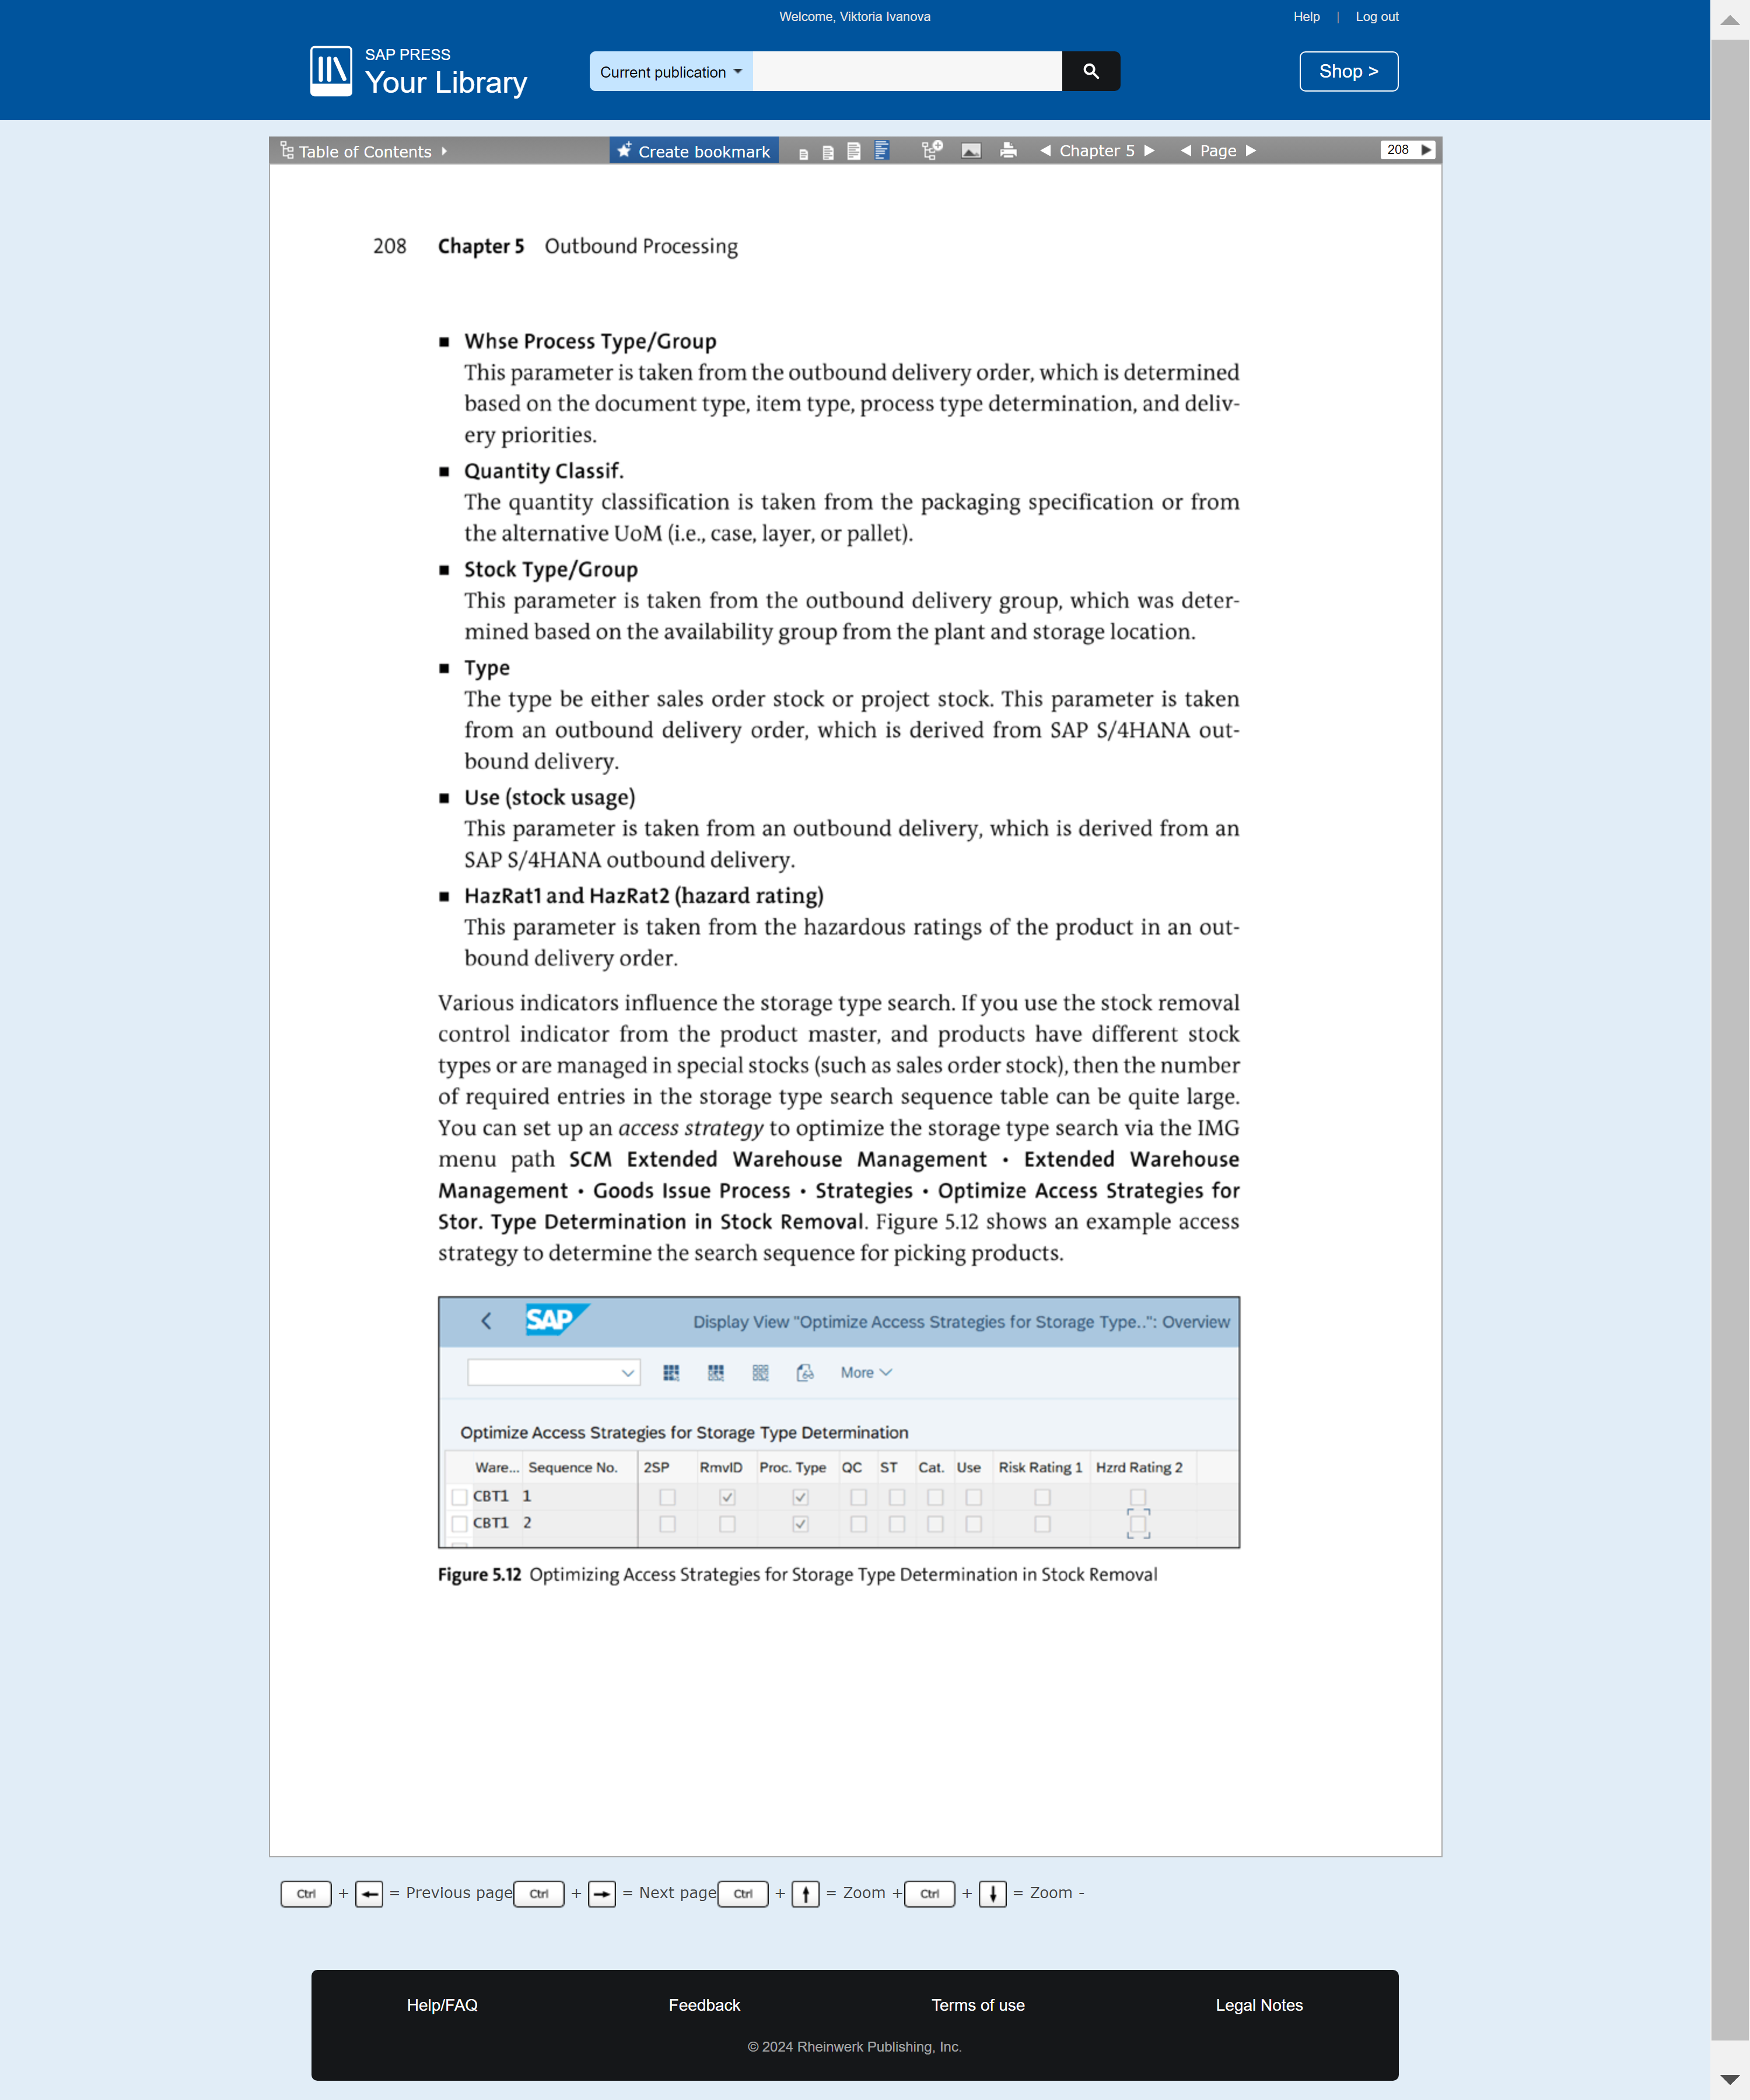 Welcome, Viktoria Ivanova
Help | Log out
SAP PRESS
Your Library
Current publication
Shop >
Table of Contents
Create bookmark
Chapter 5
Page
208
208 Chapter 5 Outbound Processing
■ Whse Process Type/Group
This parameter is taken from the outbound delivery order, which is determined
based on the document type, item type, process type determination, and deliv-
ery priorities.
■ Quantity Classif.
The quantity classification is taken from the packaging specification or from
the alternative UoM (i.e., case, layer, or pallet).
■ Stock Type/Group
This parameter is taken from the outbound delivery group, which was deter-
mined based on the availability group from the plant and storage location.
■ Type
The type be either sales order stock or project stock. This parameter is taken
from an outbound delivery order, which is derived from SAP S/4HANA out-
bound delivery.
■ Use (stock usage)
This parameter is taken from an outbound delivery, which is derived from an
SAP S/4HANA outbound delivery.
■ HazRat1 and HazRat2 (hazard rating)
This parameter is taken from the hazardous ratings of the product in an out-
bound delivery order.
Various indicators influence the storage type search. If you use the stock removal
control indicator from the product master, and products have different stock
types or are managed in special stocks (such as sales order stock), then the number
of required entries in the storage type search sequence table can be quite large.
You can set up an access strategy to optimize the storage type search via the IMG
menu path SCM Extended Warehouse Management • Extended Warehouse
Management • Goods Issue Process • Strategies • Optimize Access Strategies for
Stor. Type Determination in Stock Removal. Figure 5.12 shows an example access
strategy to determine the search sequence for picking products.
SAP
Display View "Optimize Access Strategies for Storage Type..": Overview
More
Optimize Access Strategies for Storage Type Determination
Ware... Sequence No. 2SP RmvID Proc. Type QC ST Cat. Use Risk Rating 1 Hzrd Rating 2
CBT1 1
CBT1 2
Figure 5.12 Optimizing Access Strategies for Storage Type Determination in Stock Removal
Ctrl + ← = Previous page Ctrl + → = Next page Ctrl + ↑ = Zoom + Ctrl + ↓ = Zoom -
Help/FAQ
Feedback
Terms of use
Legal Notes
© 2024 Rheinwerk Publishing, Inc.